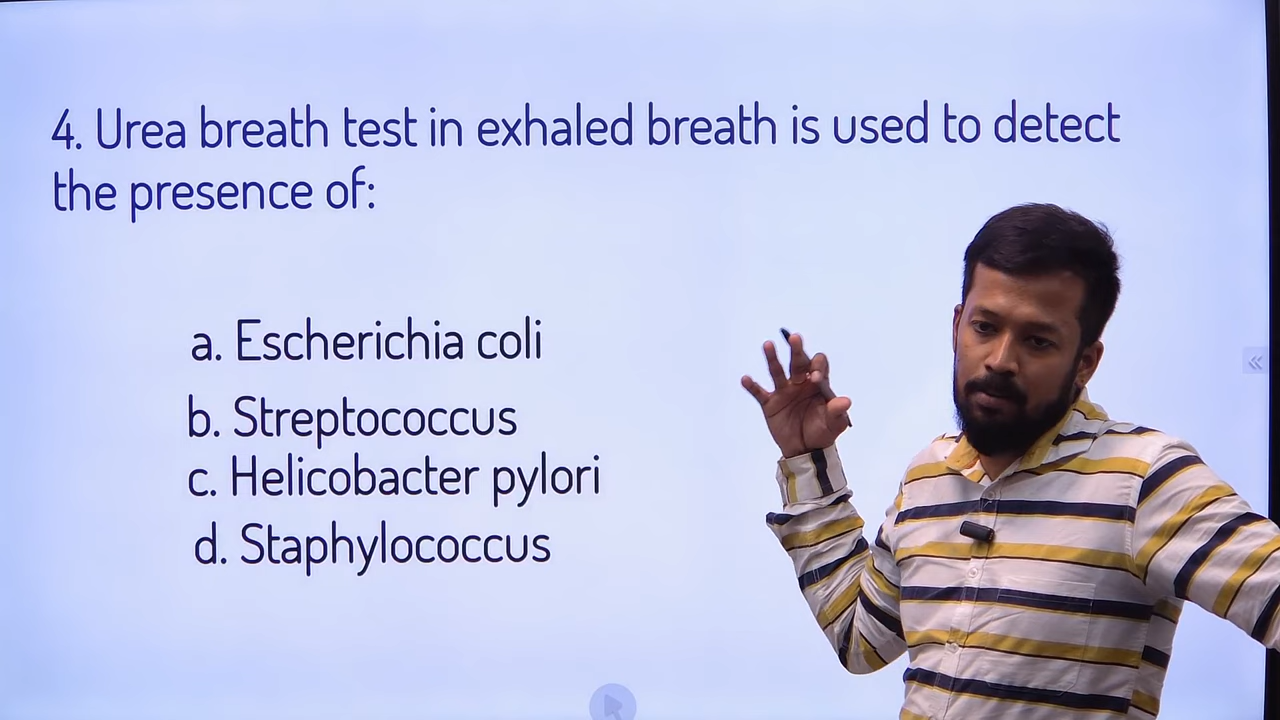 4. Urea breath test in exhaled breath is used to detect
the presence of:
a. Escherichia coli
b. Streptococcus
c. Helicobacter pylori
d. Staphylococcus